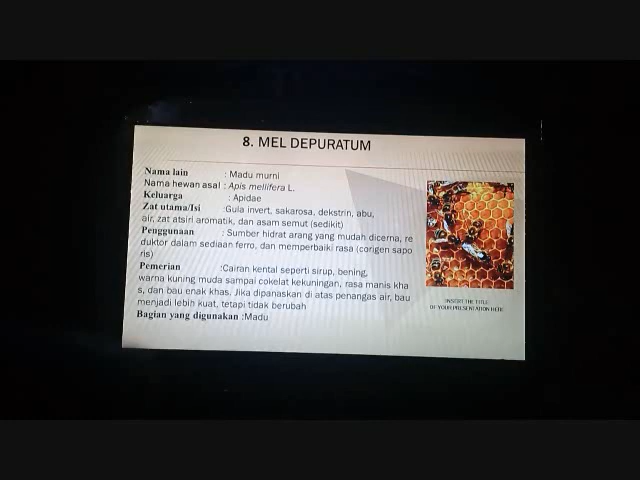 8. MEL DEPURATUM
Nama lain : Madu murni
Nama hewan asal : Apis mellifera L.
Keluarga : Apidae
Zat utama/Isi :Gula invert, sakarosa, dekstrin, abu,
air, zat atsiri aromatik, dan asam semut (sedikit)
Penggunaan : Sumber hidrat arang yang mudah dicerna, re
duktor dalam sediaan ferro, dan memperbaiki rasa (corigen sapo
ris)
Pemerian :Cairan kental seperti sirup, bening,
warna kuning muda sampai cokelat kekuningan, rasa manis kha
s, dan bau enak khas. Jika dipanaskan di atas penangas air, bau
menjadi lebih kuat, tetapi tidak berubah
Bagian yang digunakan :Madu
INSERT THE TITLE
OF YOUR PRESENTATION HERE